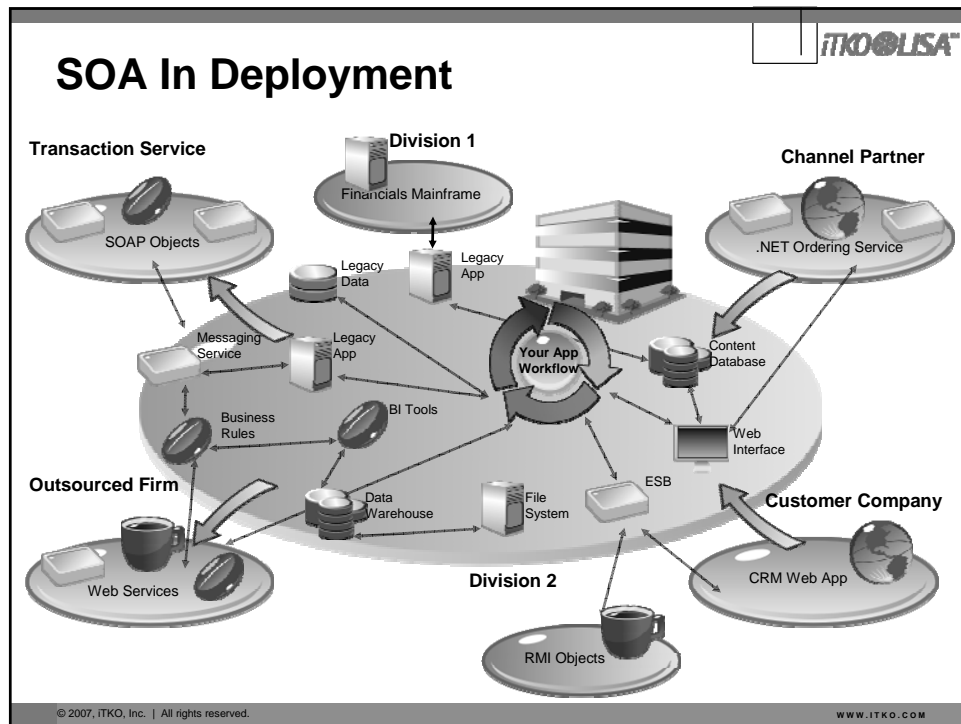 iTKO LISA™
SOA In Deployment
Transaction Service
SOAP Objects
Division 1
Financials Mainframe
Channel Partner
.NET Ordering Service
Legacy
Data
Legacy
App
Messaging
Service
Legacy
App
Your App
Workflow
Content
Database
Business
Rules
BI Tools
Web
Interface
Outsourced Firm
Web Services
Data
Warehouse
File
System
ESB
Customer Company
CRM Web App
Division 2
RMI Objects
© 2007, iTKO, Inc. | All rights reserved.
WWW.ITKO.COM